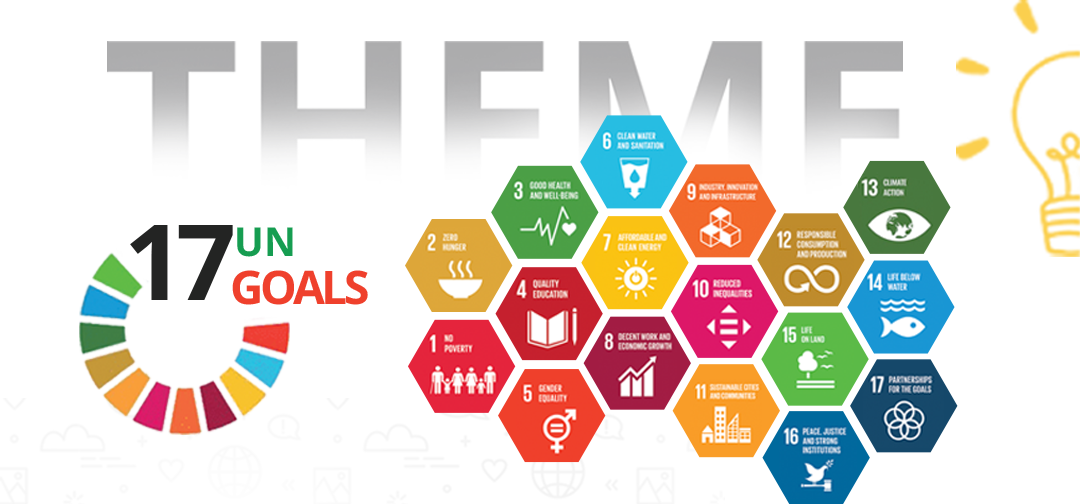 THEME
17 UN
GOALS
1 NO
POVERTY
2 ZERO
HUNGER
3 GOOD HEALTH
AND WELL-BEING
4 QUALITY
EDUCATION
5 GENDER
EQUALITY
6 CLEAN WATER
AND SANITATION
7 AFFORDABLE AND
CLEAN ENERGY
8 DECENT WORK AND
ECONOMIC GROWTH
9 INDUSTRY, INNOVATION
AND INFRASTRUCTURE
10 REDUCED
INEQUALITIES
11 SUSTAINABLE CITIES
AND COMMUNITIES
12 RESPONSIBLE
CONSUMPTION
AND PRODUCTION
13 CLIMATE
ACTION
14 LIFE BELOW
WATER
15 LIFE
ON LAND
16 PEACE, JUSTICE
AND STRONG
INSTITUTIONS
17 PARTNERSHIPS
FOR THE GOALS